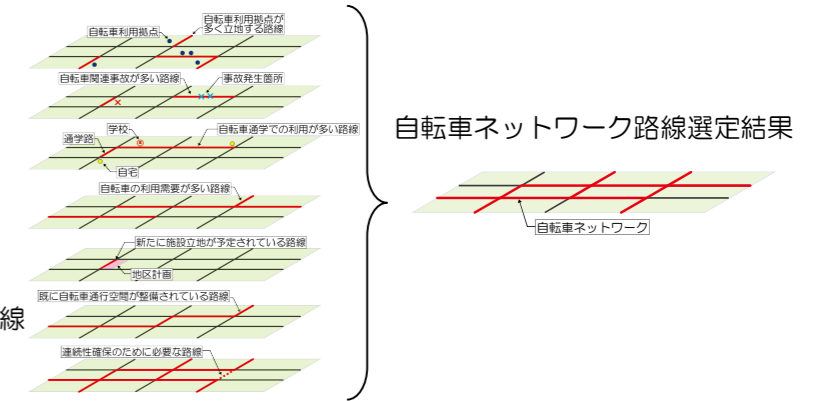 自転車利用拠点
自転車利用拠点が
多く立地する路線
自転車関連事故が多い路線
事故発生箇所
学校
自転車通学での利用が多い路線
通学路
自宅
自転車の利用需要が多い路線
新たに施設立地が予定されている路線
地区計画
既に自転車通行空間が整備されている路線
線
連続性確保のために必要な路線
自転車ネットワーク路線選定結果
自転車ネットワーク